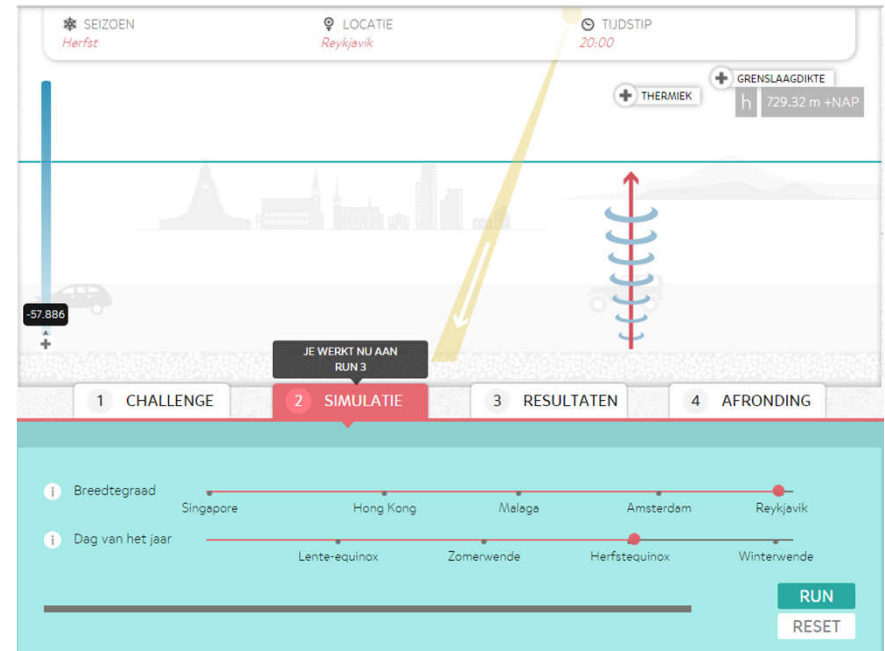 SEIZOEN
Herfst
LOCATIE
Reykjavik
TIJDSTIP
20:00
GRENSLAAGDIKTE
THERMIEK
h 729.32 m +NAP
-57.886
JE WERKT NU AAN
RUN 3
1 CHALLENGE
2 SIMULATIE
3 RESULTATEN
4 AFRONDING
i Breedtegraad
Singapore Hong Kong Malaga Amsterdam Reykjavik
i Dag van het jaar
Lente-equinox Zomerwende Herfstequinox Winterwende
RUN
RESET